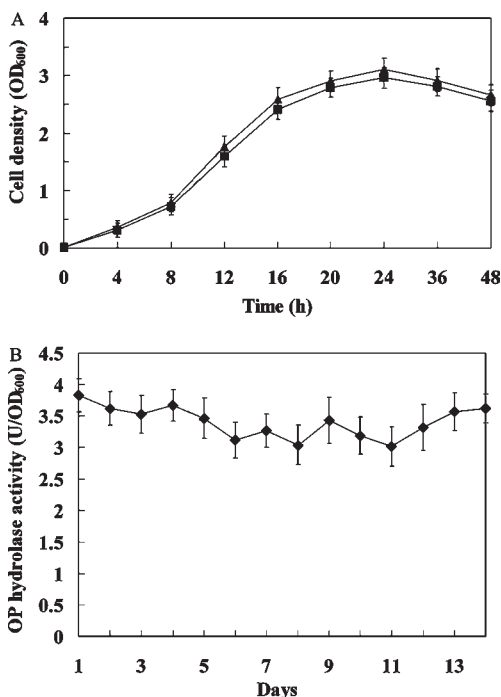 A
Cell density (OD600)
4
3
2
1
0
0 4 8 12 16 20 24 36 48
Time (h)
B
OP hydrolase activity (U/OD600)
4.5
4
3.5
3
2.5
2
1.5
1
0.5
0
1 3 5 7 9 11 13
Days